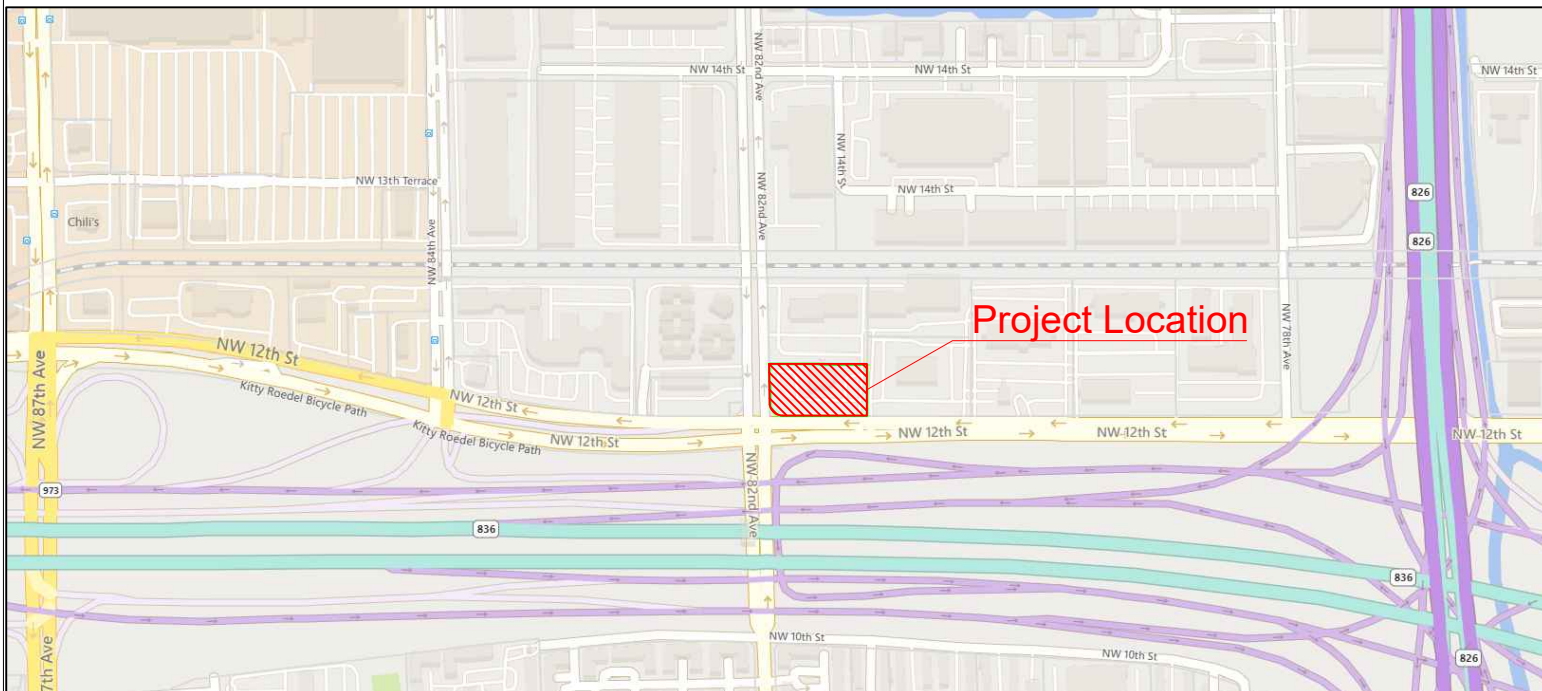 NW 82nd Ave
NW 14th St
NW 14th St
NW 14th St
NW 14th St
NW 13th Terrace
NW 14th St
826
Chili's
NW 84th Ave
NW 82nd Ave
826
Project Location
NW 78th Ave
NW 12th St
NW 87th Ave
Kitty Roedel Bicycle Path
NW 12th St
Kitty Roedel Bicycle Path
NW 12th St
NW 12th St
NW 12th St
NW 12th St
NW 82nd Ave
973
836
836
NW 10th St
NW 10th St
826
7th Ave